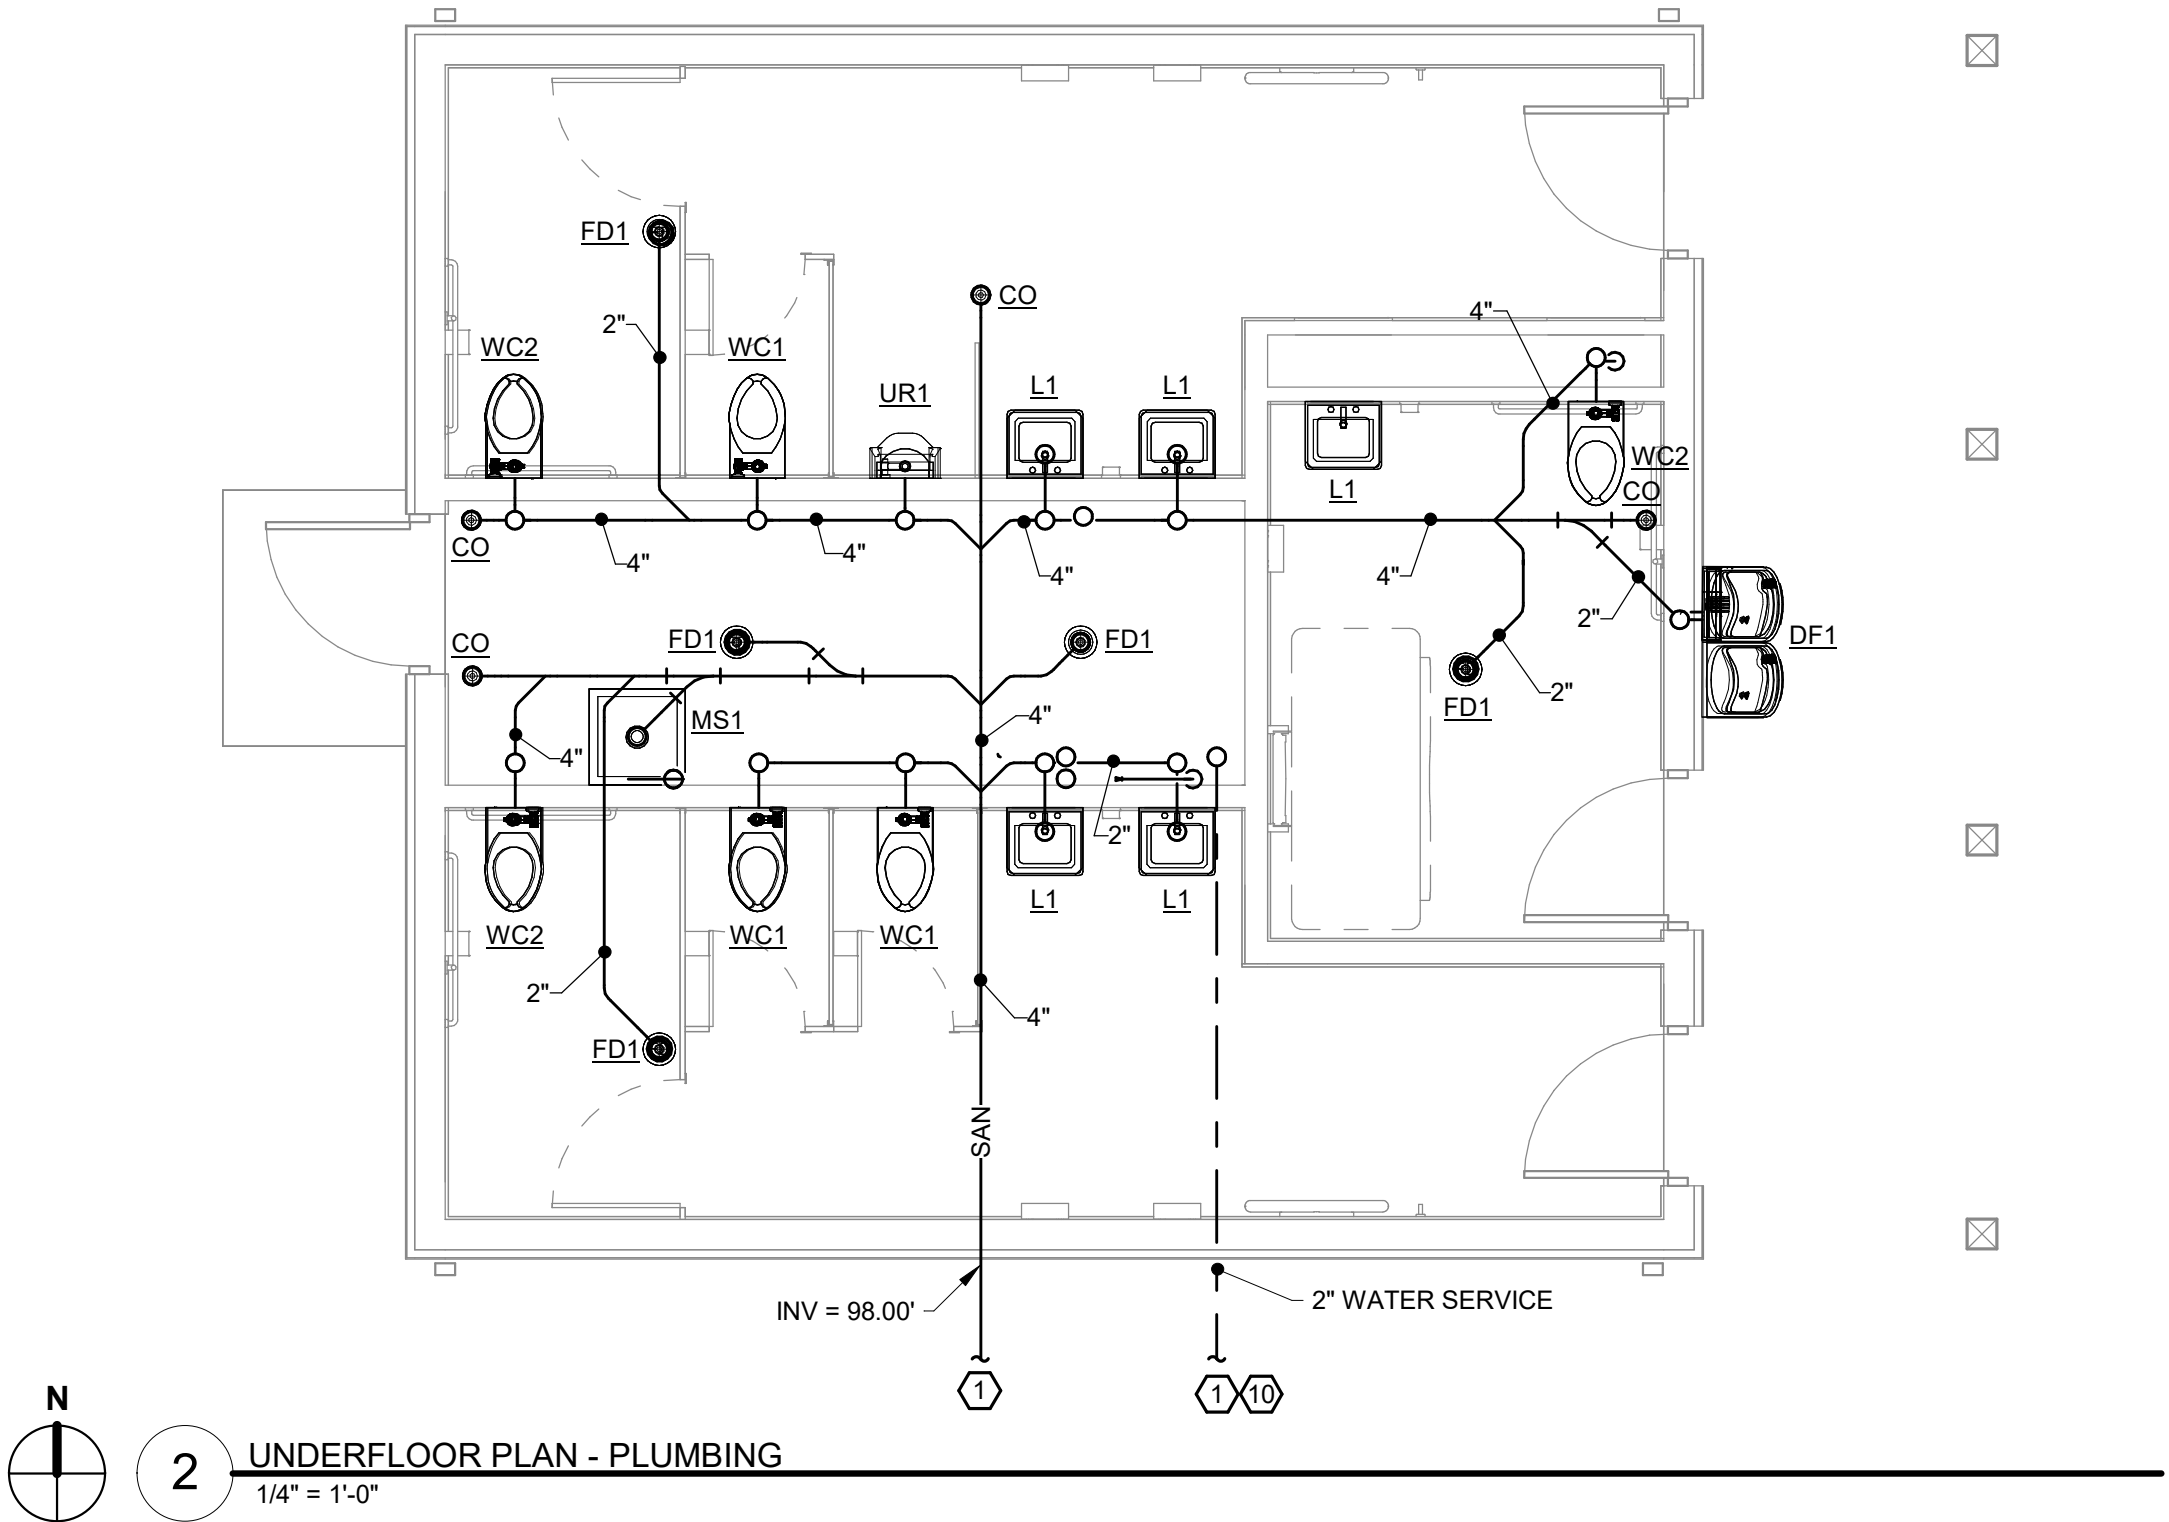 FD1
CO
2"
4"
WC2
WC1
UR1
L1
L1
WC2
CO
L1
CO
4"
4"
4"
4"
2"
CO
FD1
FD1
DF1
2"
FD1
MS1
4"
4"
2"
L1
L1
WC2
WC1
WC1
2"
4"
FD1
SAN
INV = 98.00'
2" WATER SERVICE
1
1
10
N
2
UNDERFLOOR PLAN - PLUMBING
1/4" = 1'-0"